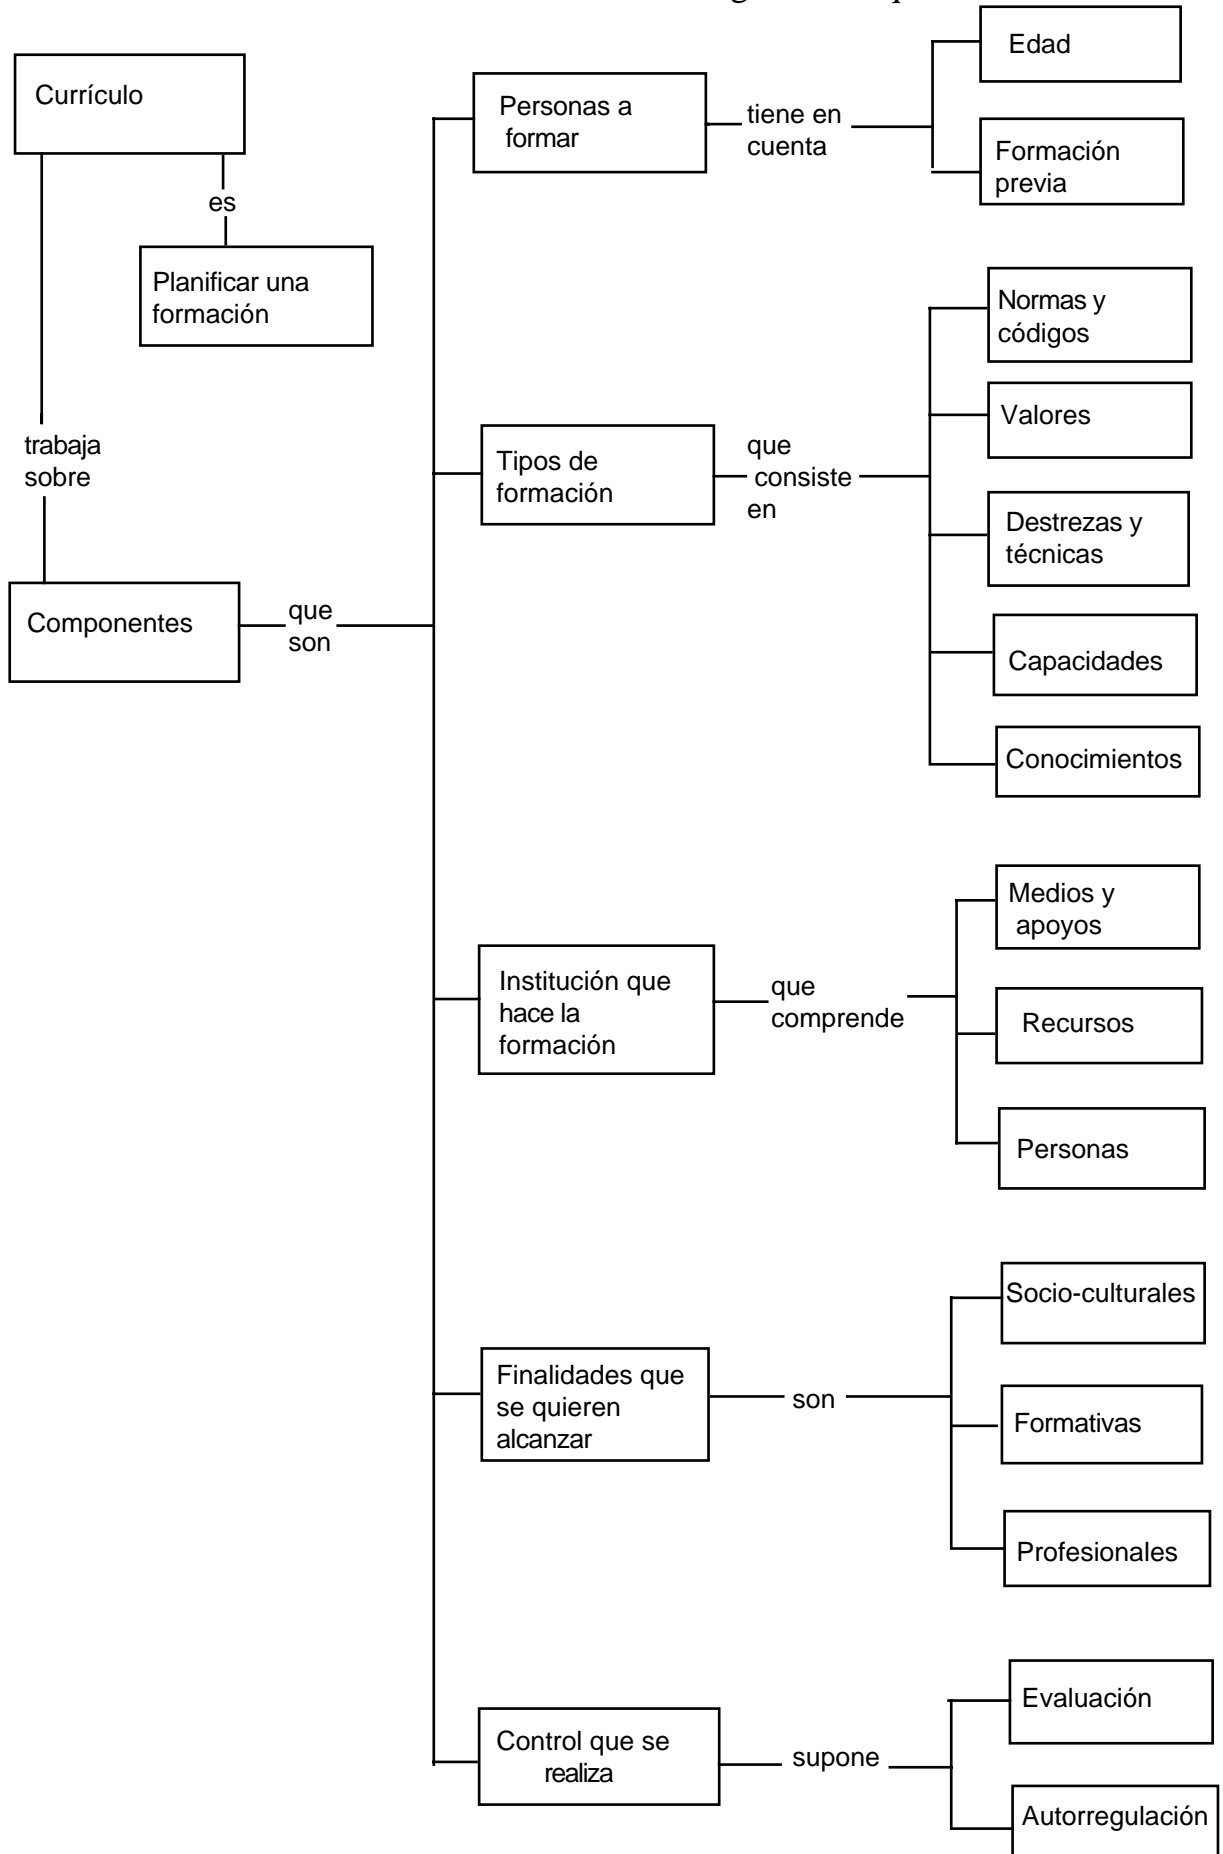 Currículo
es
Planificar una
formación
trabaja
sobre
Componentes
que
son
Personas a
formar
tiene en
cuenta
Edad
Formación
previa
Tipos de
formación
que
consiste
en
Normas y
códigos
Valores
Destrezas y
técnicas
Capacidades
Conocimientos
Institución que
hace la
formación
que
comprende
Medios y
apoyos
Recursos
Personas
Finalidades que
se quieren
alcanzar
son
Socio-culturales
Formativas
Profesionales
Control que se
realiza
supone
Evaluación
Autorregulación